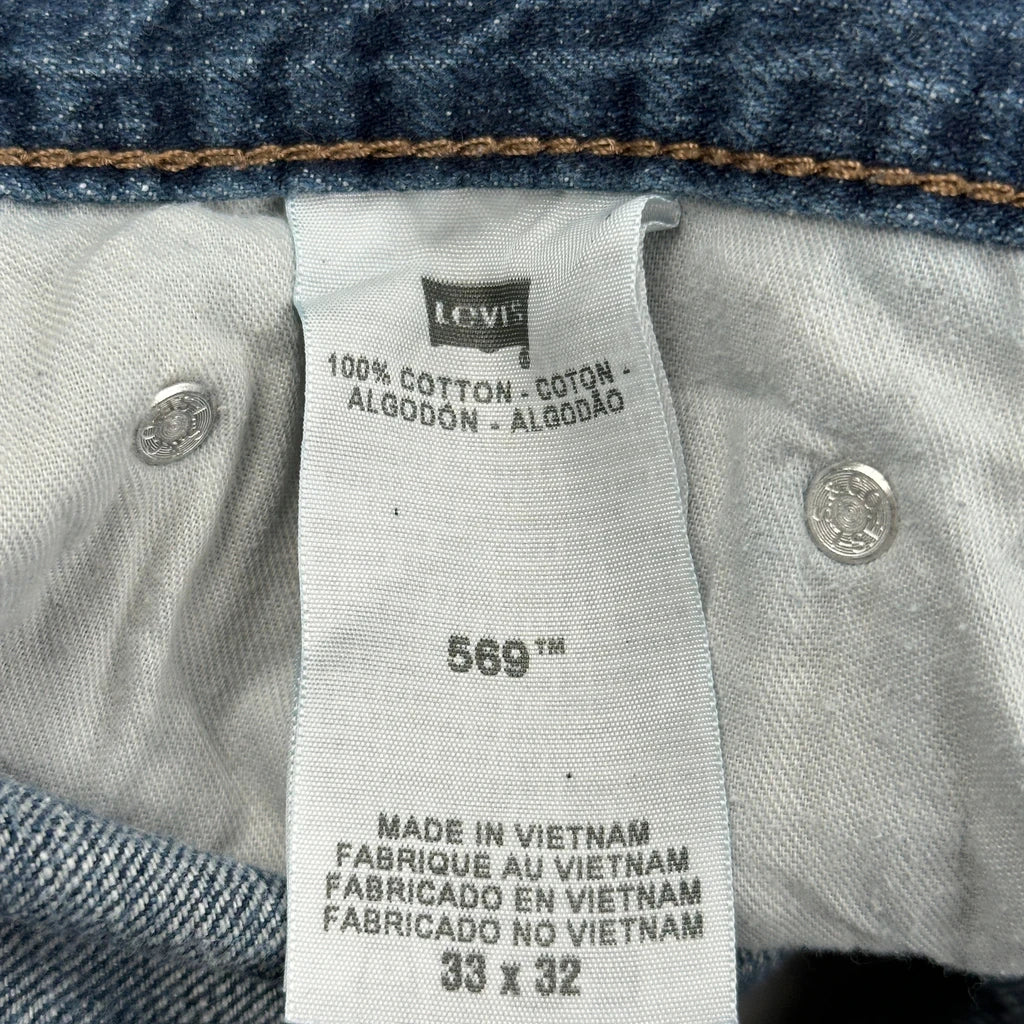 LEVI'S
®
100% COTTON - COTON -
ALGODÓN - ALGODÃO
569™
MADE IN VIETNAM
FABRIQUE AU VIETNAM
FABRICADO EN VIETNAM
FABRICADO NO VIETNAM
33 x 32